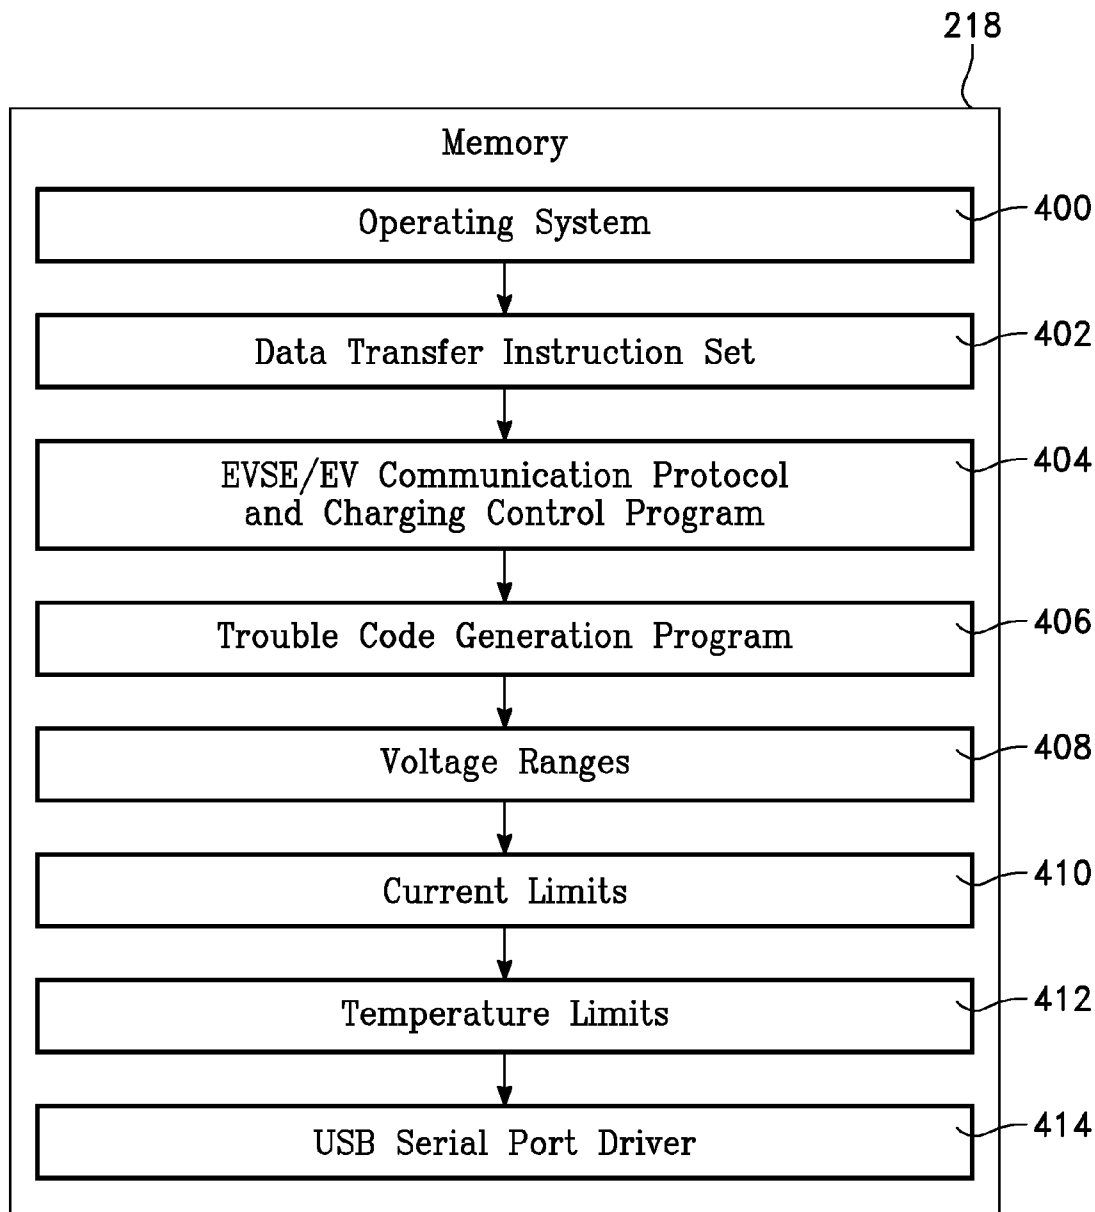 218
Memory
Operating System
400
Data Transfer Instruction Set
402
EVSE/EV Communication Protocol
and Charging Control Program
404
Trouble Code Generation Program
406
Voltage Ranges
408
Current Limits
410
Temperature Limits
412
USB Serial Port Driver
414